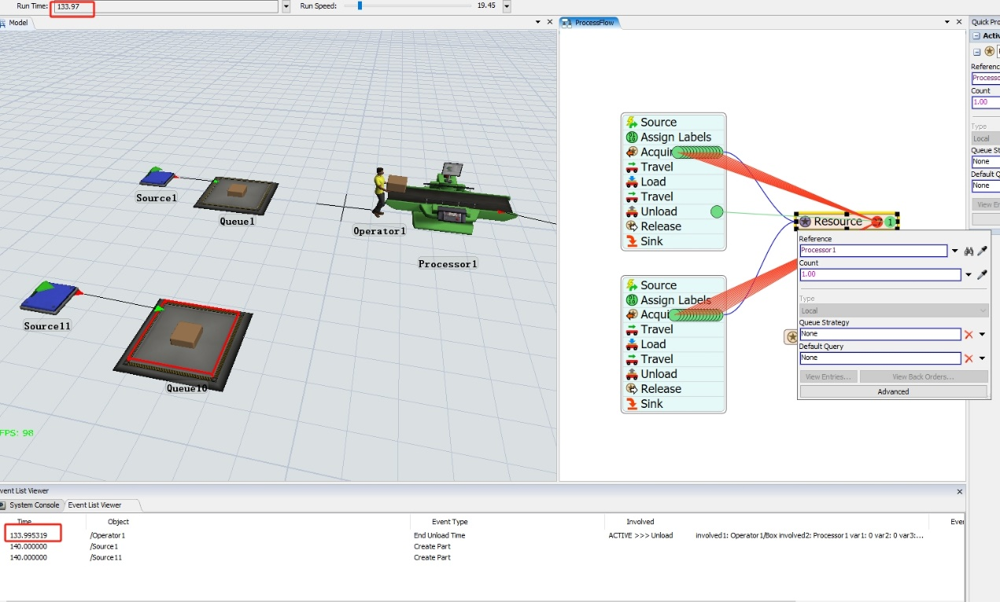 Run Time: 133.97 Run Speed: 19.45
Model
ProcessFlow
Quick Pro
Source1
Queue1
Operator1
Processor1
Source11
Queue10
FPS: 98
Source
Assign Labels
Acquir
Travel
Load
Travel
Unload
Release
Sink
Source
Assign Labels
Acqui
Travel
Load
Travel
Unload
Release
Sink
Resource 1
Reference
Processor1
Count
1.00
Type
Local
Queue Strategy
None
Default Query
None
View Entries... View Back Orders...
Advanced
Activ
Referenc
Processo
Count
1.00
Type
Local
Queue St
None
Default Q
None
View En
vent List Viewer
System Console Event List Viewer
Time Object Event Type Involved Ever
133.995319 /Operator1 End Unload Time ACTIVE >>> Unload involved1: Operator1/Box involved2: Processor1 var1: 0 var2: 0 var3:...
140.000000 /Source1 Create Part
140.000000 /Source11 Create Part